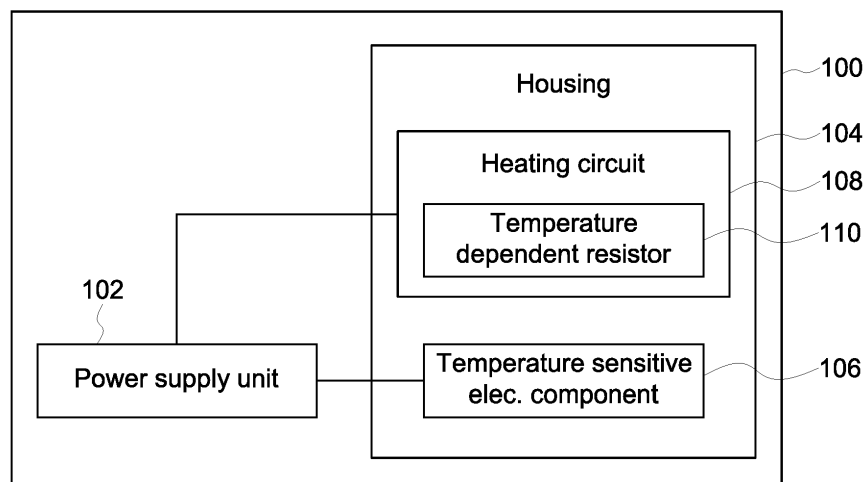 Housing
100
104
Heating circuit
108
Temperature
dependent resistor
110
102
Power supply unit
Temperature sensitive
elec. component
106